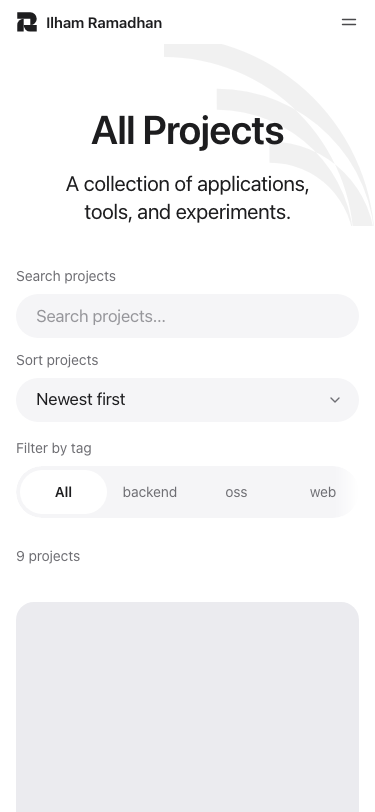 Ilham Ramadhan
All Projects
A collection of applications,
tools, and experiments.
Search projects
Search projects...
Sort projects
Newest first
Filter by tag
All backend oss web
9 projects